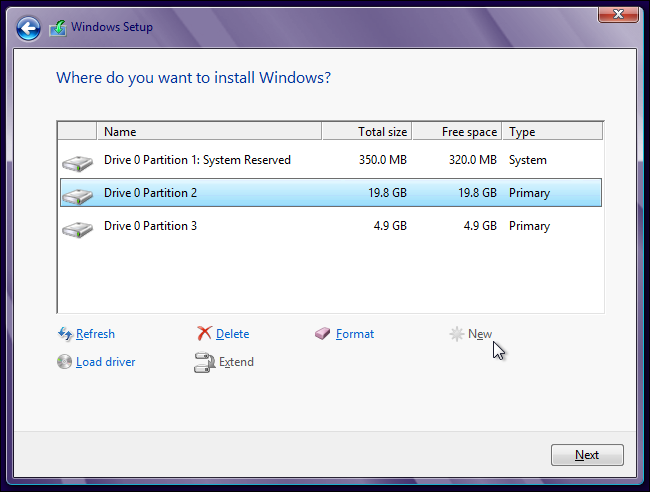 Windows Setup
Where do you want to install Windows?
Name Total size Free space Type
Drive 0 Partition 1: System Reserved 350.0 MB 320.0 MB System
Drive 0 Partition 2 19.8 GB 19.8 GB Primary
Drive 0 Partition 3 4.9 GB 4.9 GB Primary
Refresh Delete Format New
Load driver Extend
Next